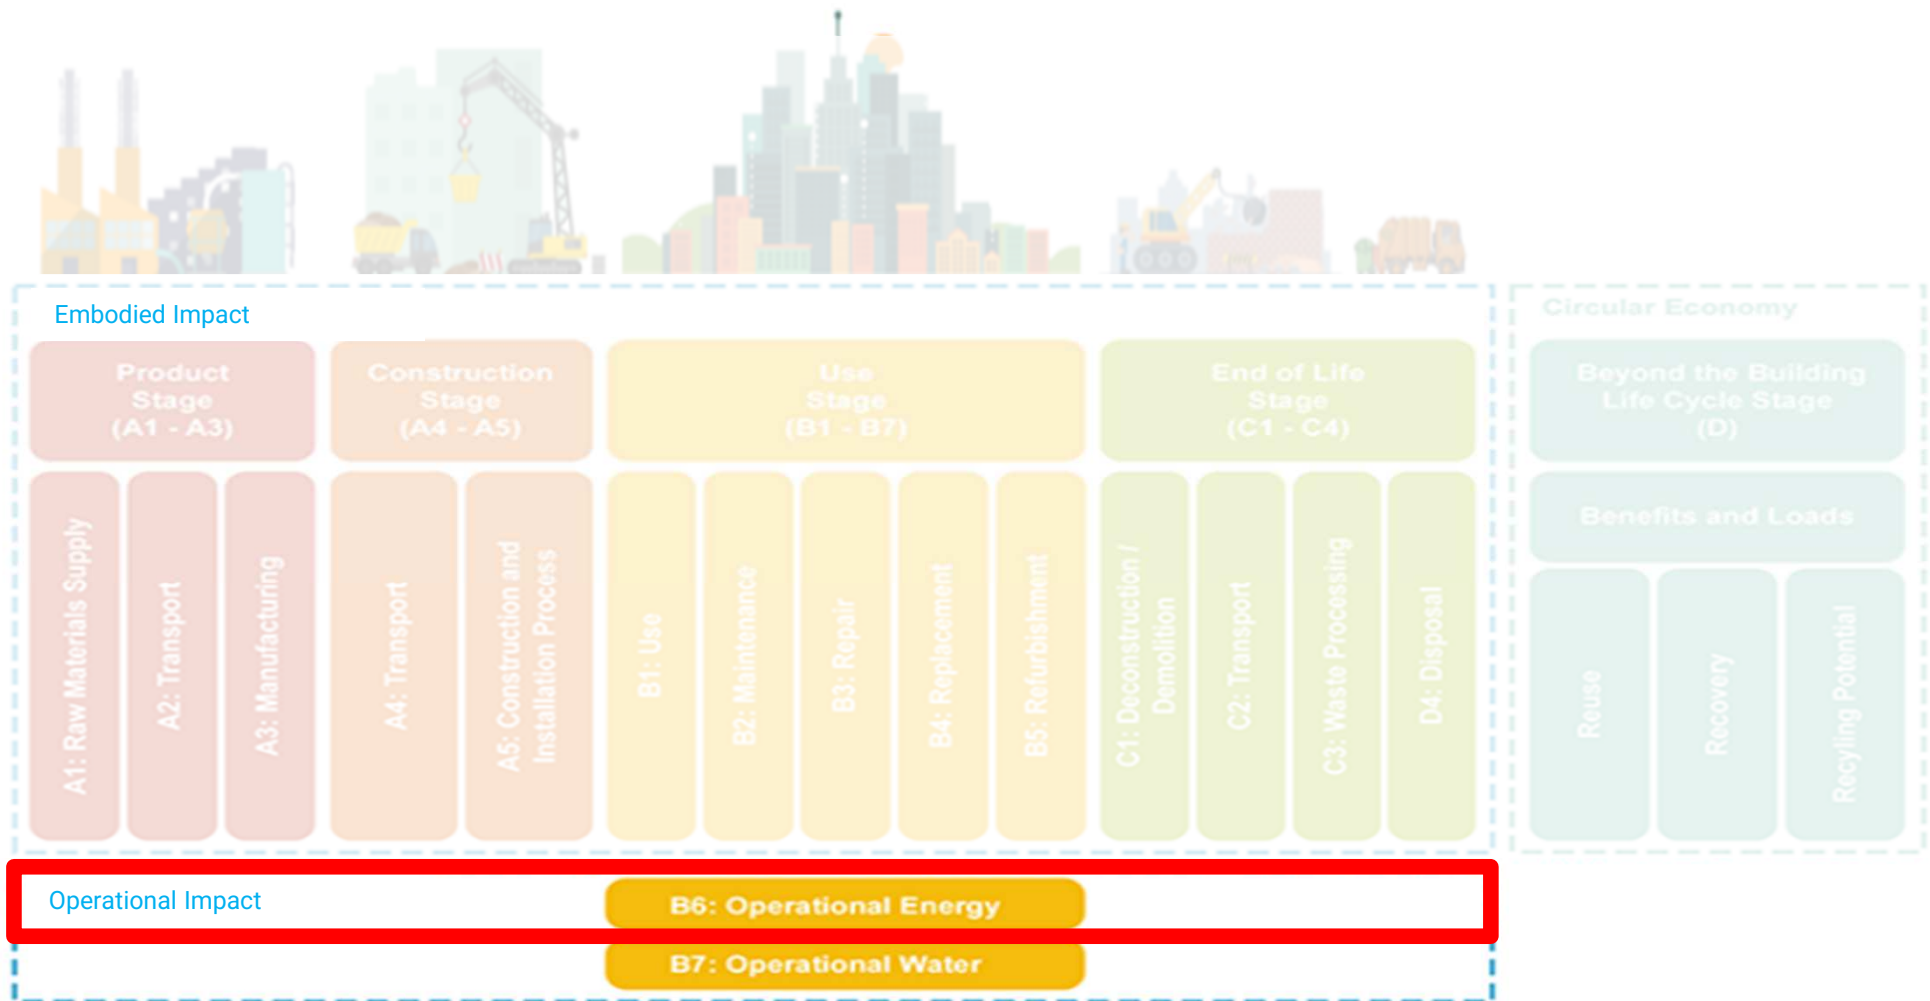 Embodied Impact
Circular Economy
Product
Stage
(A1 - A3)
Construction
Stage
(A4 - A5)
Use
Stage
(B1 - B7)
End of Life
Stage
(C1 - C4)
Beyond the Building
Life Cycle Stage
(D)
Benefits and Loads
A1: Raw Materials Supply
A2: Transport
A3: Manufacturing
A4: Transport
A5: Construction and
Installation Process
B1: Use
B2: Maintenance
B3: Repair
B4: Replacement
B5: Refurbishment
C1: Deconstruction /
Demolition
C2: Transport
C3: Waste Processing
D4: Disposal
Reuse
Recovery
Recyling Potential
Operational Impact
B6: Operational Energy
B7: Operational Water